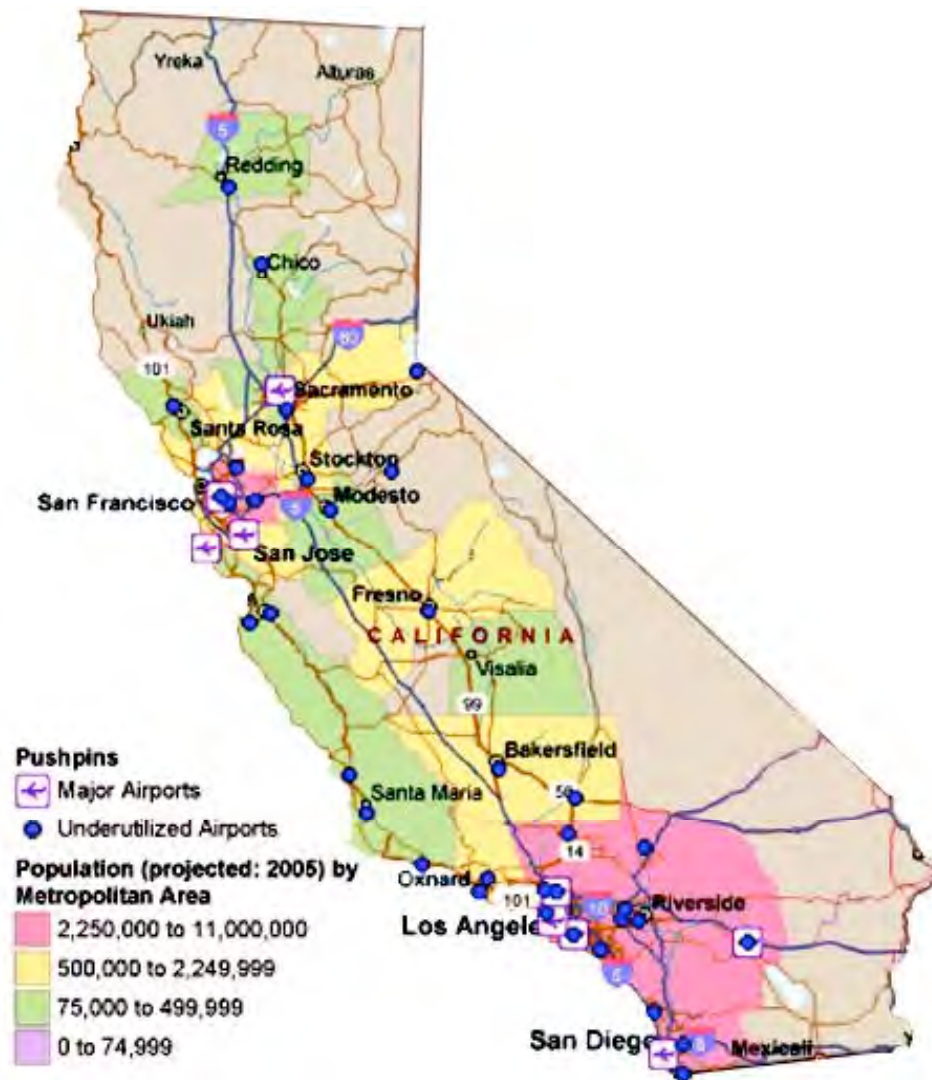 Yreka
Alturas
5
Redding
Chico
Ukiah
80
101
Sacramento
Santa Rosa
Stockton
San Francisco
Modesto
5
San Jose
Fresno
CALIFORNIA
Visalia
99
Bakersfield
Pushpins
Major Airports
Santa Maria
58
Underutilized Airports
14
Population (projected: 2005) by
Metropolitan Area
Oxnard
101
10
Riverside
2,250,000 to 11,000,000
Los Angele
500,000 to 2,249,999
5
75,000 to 499,999
San Dieg
8
Mexicali
0 to 74,999